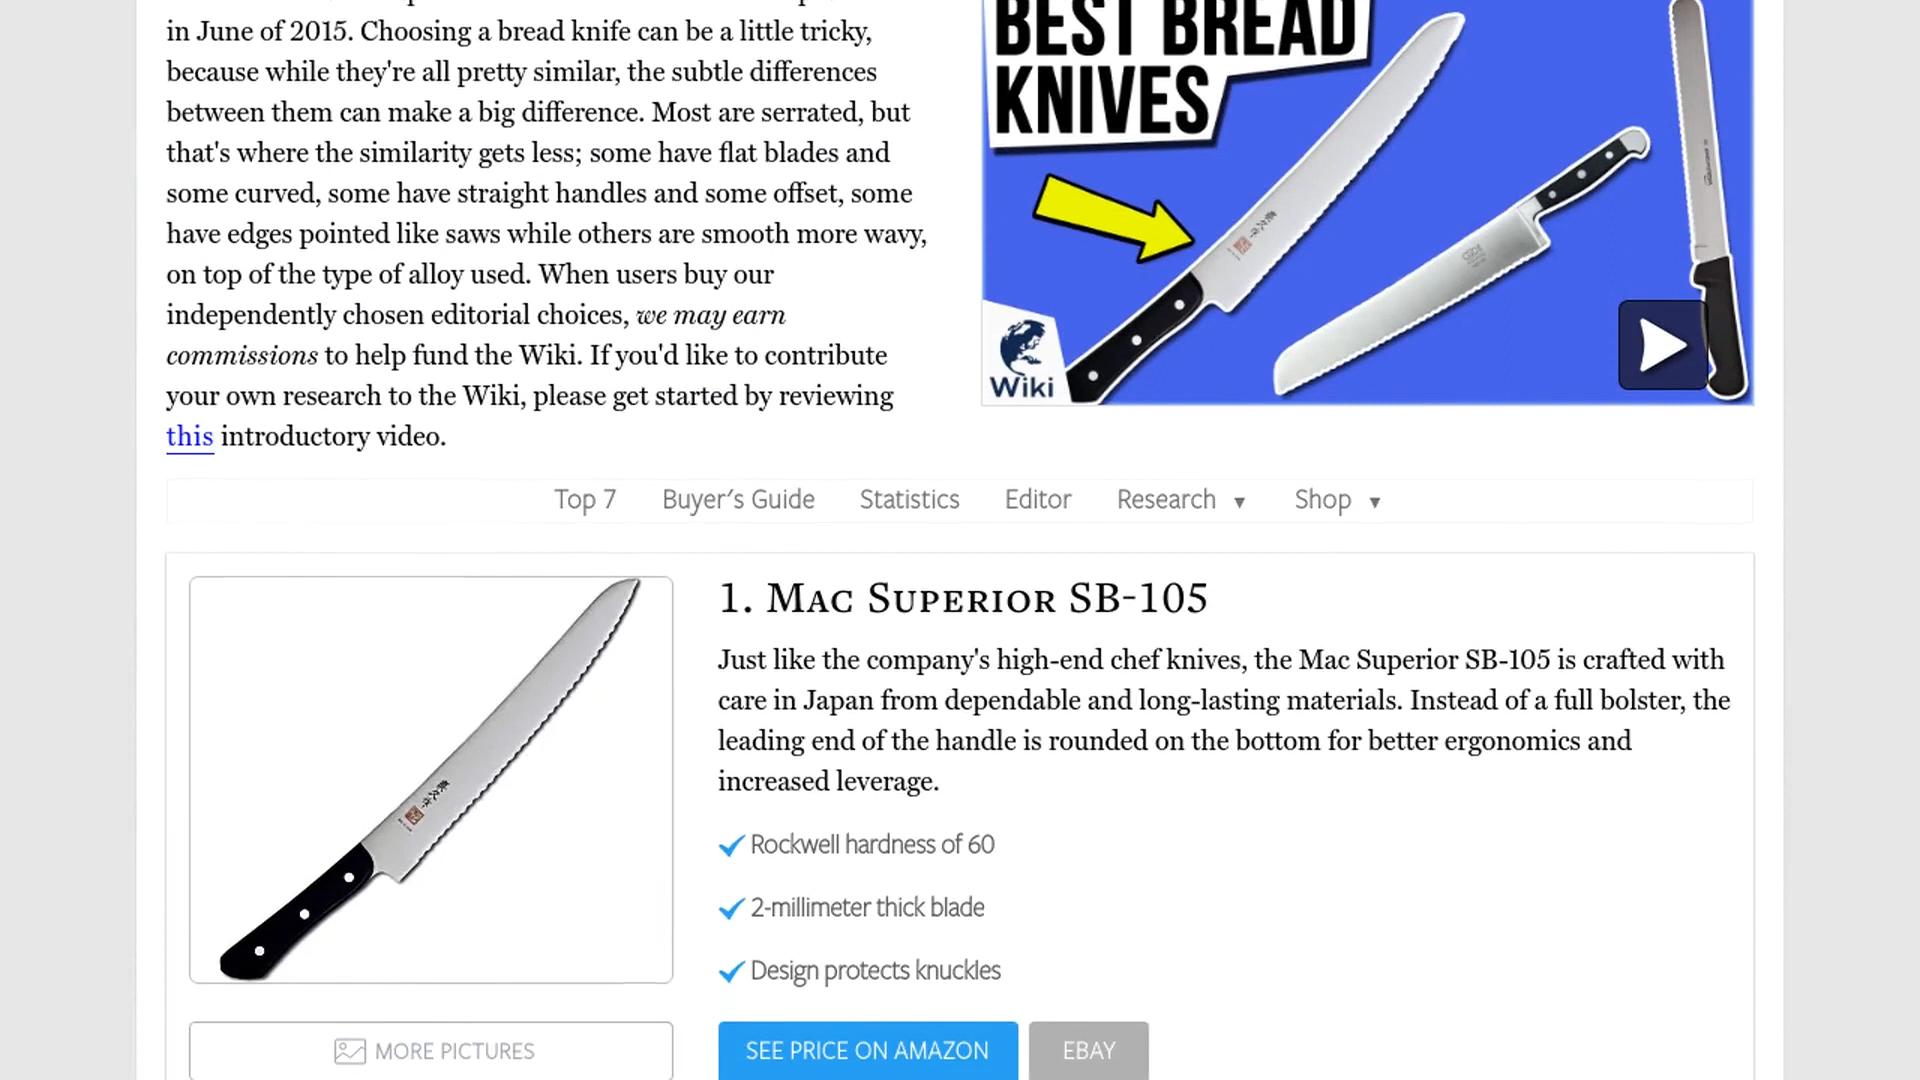 in June of 2015. Choosing a bread knife can be a little tricky,
because while they're all pretty similar, the subtle differences
between them can make a big difference. Most are serrated, but
that's where the similarity gets less; some have flat blades and
some curved, some have straight handles and some offset, some
have edges pointed like saws while others are smooth more wavy,
on top of the type of alloy used. When users buy our
independently chosen editorial choices, we may earn
commissions to help fund the Wiki. If you'd like to contribute
your own research to the Wiki, please get started by reviewing
this introductory video.
BEST BREAD
KNIVES
Wiki
Top 7 Buyer's Guide Statistics Editor Research ▼ Shop ▼
1. Mac Superior SB-105
Just like the company's high-end chef knives, the Mac Superior SB-105 is crafted with
care in Japan from dependable and long-lasting materials. Instead of a full bolster, the
leading end of the handle is rounded on the bottom for better ergonomics and
increased leverage.
Rockwell hardness of 60
2-millimeter thick blade
Design protects knuckles
MORE PICTURES
SEE PRICE ON AMAZON
EBAY